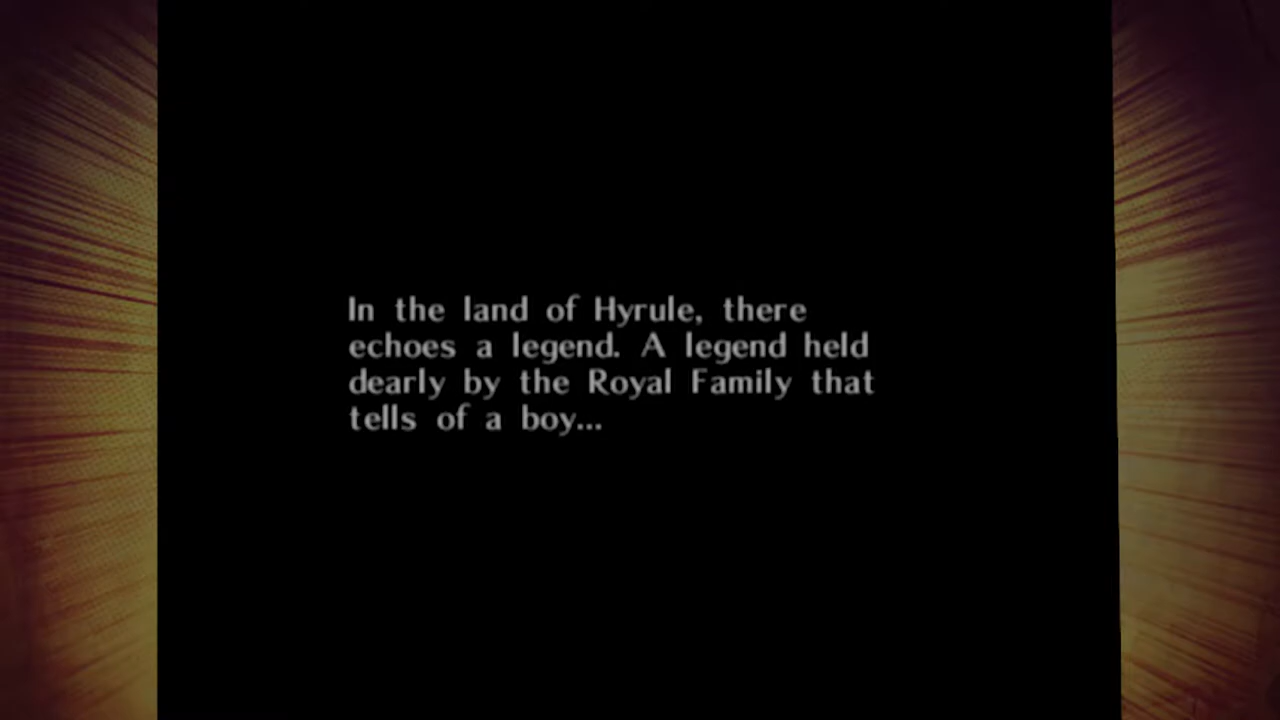 In the land of Hyrule, there
echoes a legend. A legend held
dearly by the Royal Family that
tells of a boy...